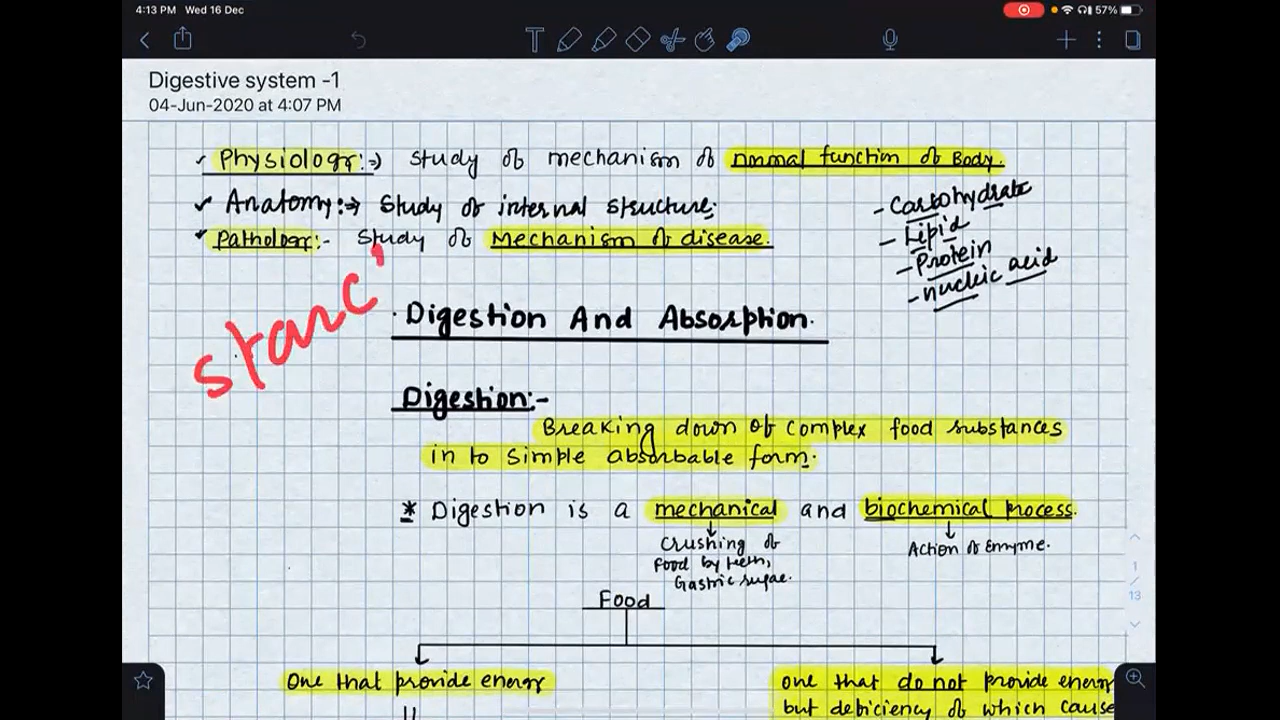 4:13 PM Wed 16 Dec
57%
Digestive system -1
04-Jun-2020 at 4:07 PM
Physiology:→ study of mechanism of normal function of Body.
Anatomy:→ Study of internal structure.
Pathology:- Study of Mechanism of disease.
- Carbohydrate
- Lipid
- Protein
- nucleic acid
starc
Digestion And Absorption.
Digestion:-
Breaking down of complex food substances
in to simple absorbable form.
* Digestion is a mechanical and biochemical process.
Crushing of
food by teeth,
Gastric
Action of Enzyme.
Food
1
/
13
One that provide energy
one that do not provide energy
but deficiency of which cause